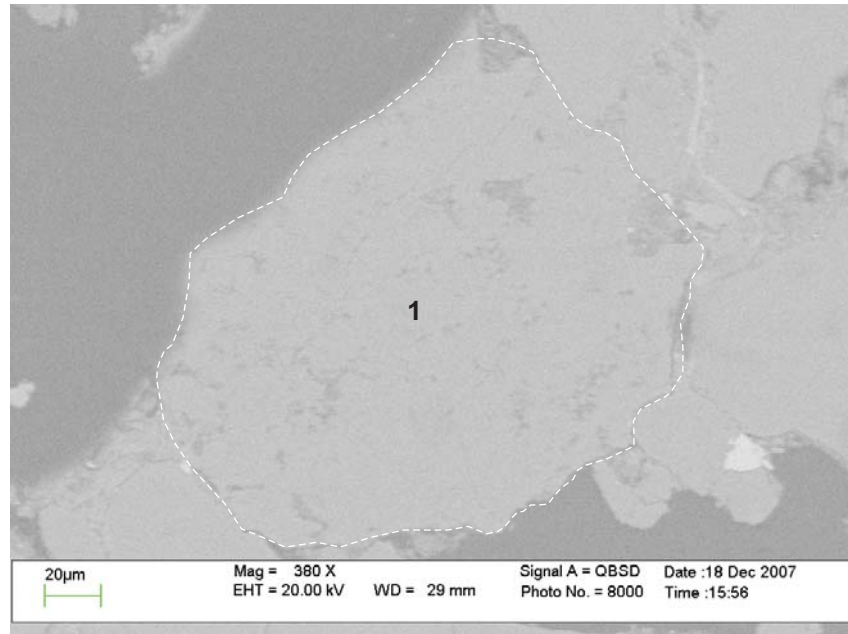 1
20µm
Mag = 380 X
EHT = 20.00 kV WD = 29 mm
Signal A = QBSD
Photo No. = 8000
Date :18 Dec 2007
Time :15:56